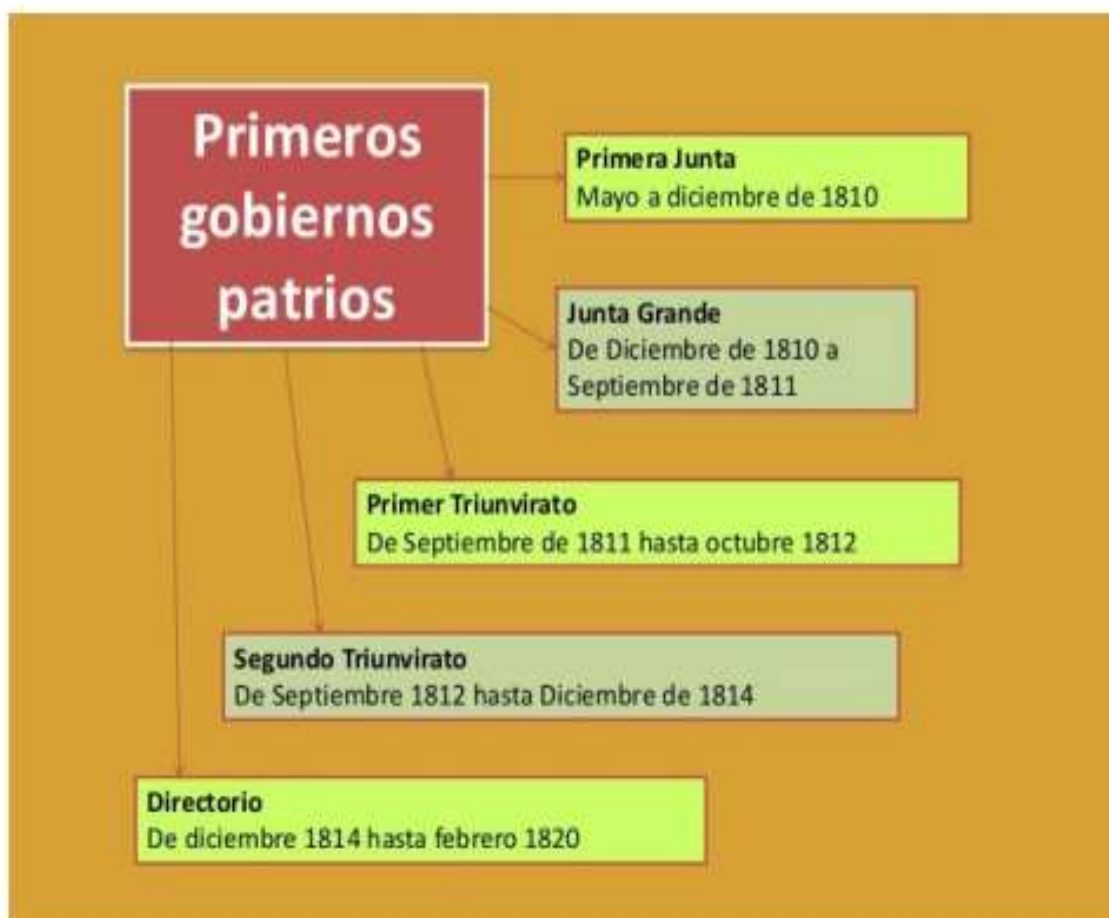 Primeros
gobiernos
patrios
Primera Junta
Mayo a diciembre de 1810
Junta Grande
De Diciembre de 1810 a
Septiembre de 1811
Primer Triunvirato
De Septiembre de 1811 hasta octubre 1812
Segundo Triunvirato
De Septiembre 1812 hasta Diciembre de 1814
Directorio
De diciembre 1814 hasta febrero 1820